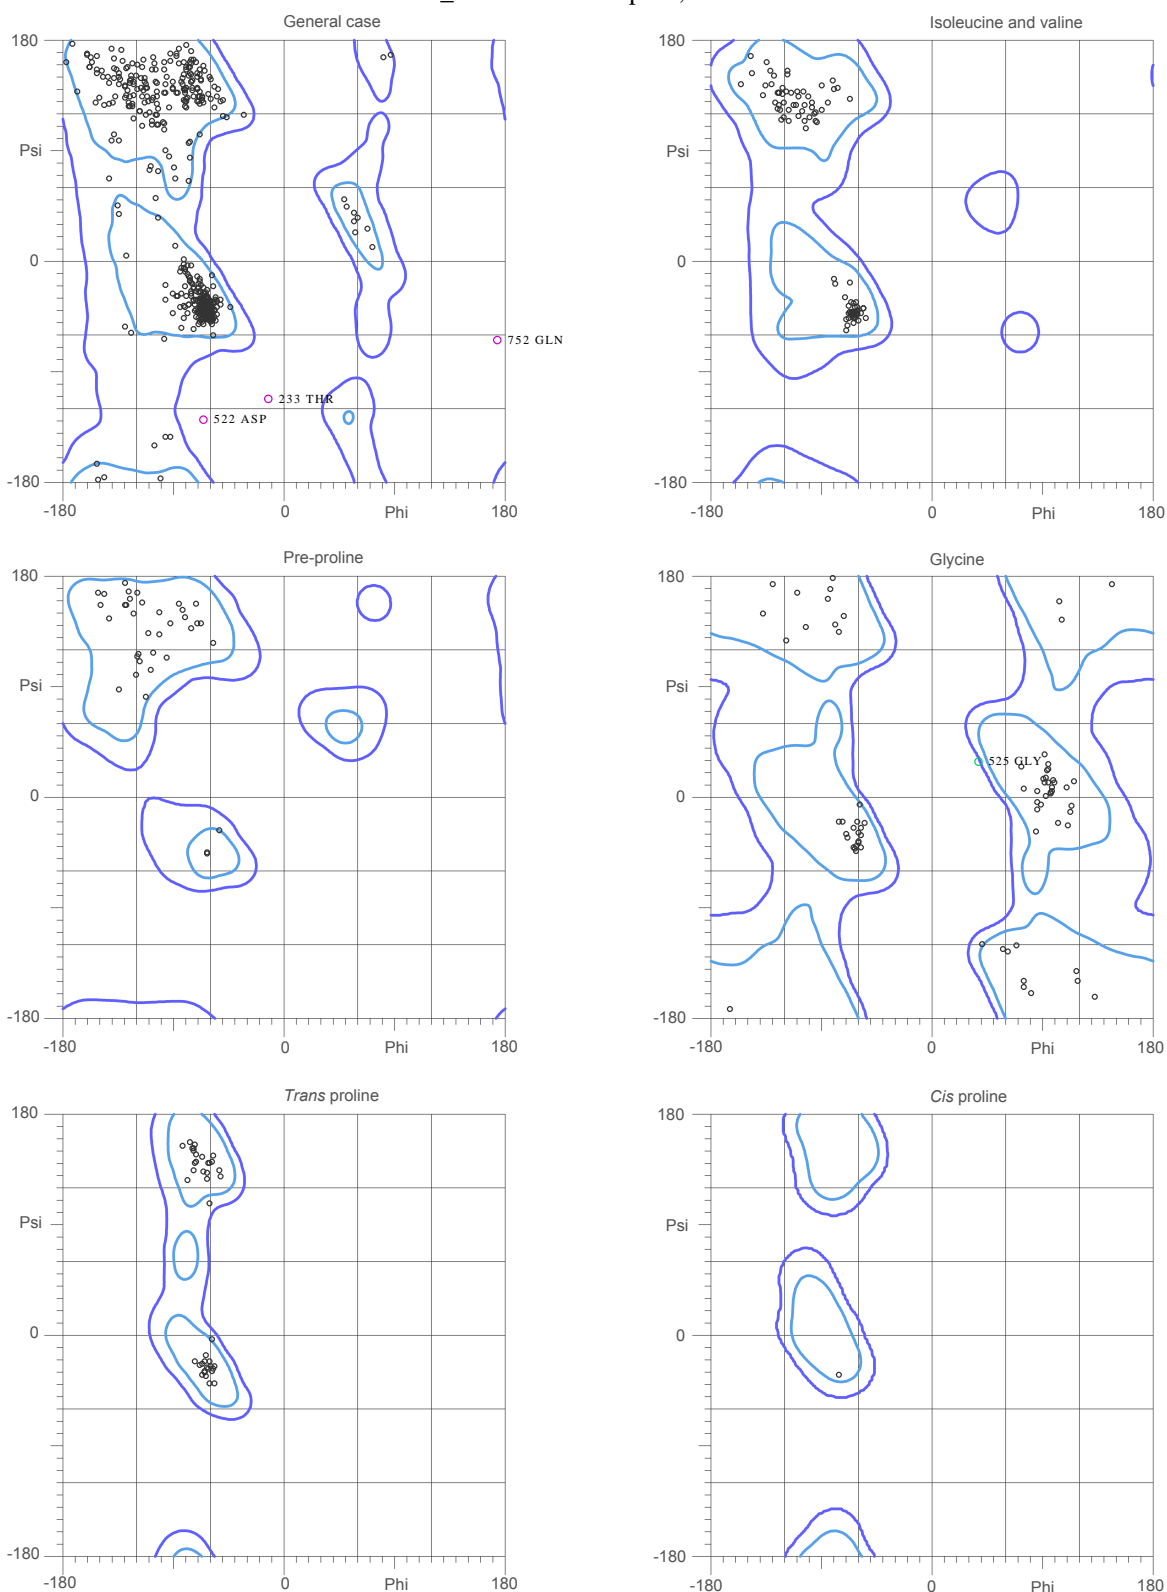 General case
Isoleucine and valine
180
Psi
0
-180
-180
0
Phi
180
752 GLN
233 THR
522 ASP
180
Psi
0
-180
-180
0
Phi
180
Pre-proline
Glycine
180
Psi
0
-180
-180
0
Phi
180
180
Psi
0
-180
-180
0
Phi
180
525 GLY
Trans proline
Cis proline
180
Psi
0
-180
-180
0
Phi
180
180
Psi
0
-180
-180
0
Phi
180